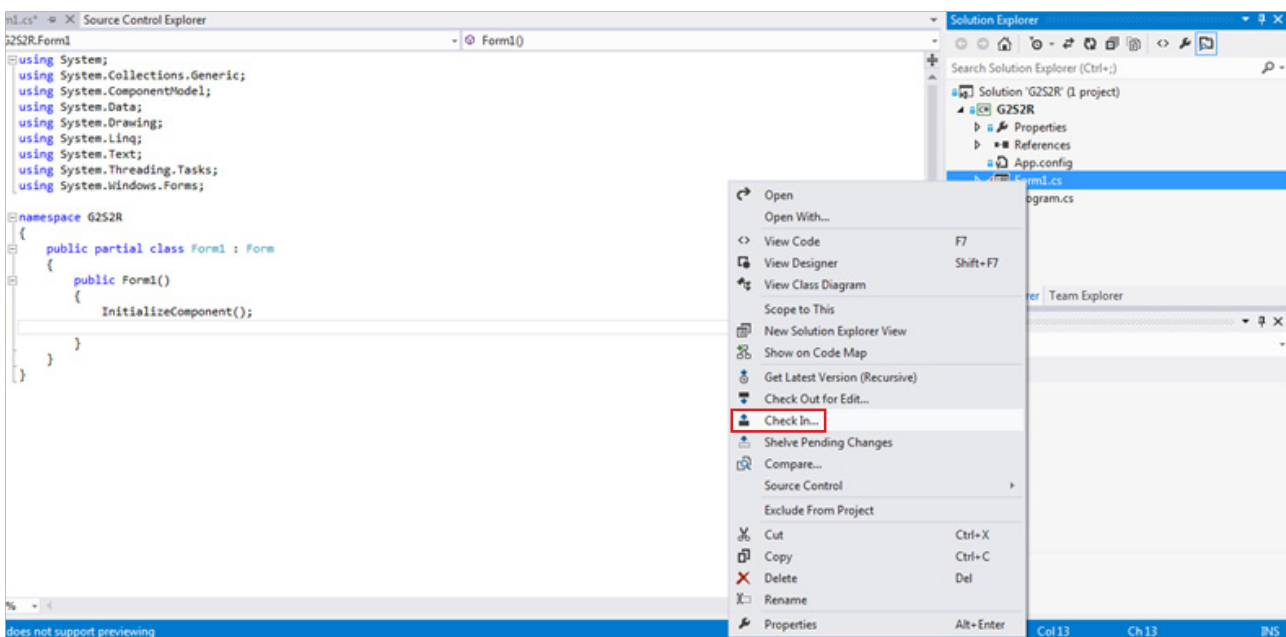 n1.cs* Source Control Explorer
G2S2R.Form1 Form1()
using System;
using System.Collections.Generic;
using System.ComponentModel;
using System.Data;
using System.Drawing;
using System.Linq;
using System.Text;
using System.Threading.Tasks;
using System.Windows.Forms;
namespace G2S2R
{
public partial class Form1 : Form
{
public Form1()
{
InitializeComponent();
}
}
}
%
does not support previewing
Solution Explorer
Search Solution Explorer (Ctrl+;)
Solution 'G2S2R' (1 project)
G2S2R
Properties
References
App.config
Form1.cs
ogram.cs
rer Team Explorer
Open
Open With...
View Code F7
View Designer Shift+F7
View Class Diagram
Scope to This
New Solution Explorer View
Show on Code Map
Get Latest Version (Recursive)
Check Out for Edit...
Check In...
Shelve Pending Changes
Compare...
Source Control
Exclude From Project
Cut Ctrl+X
Copy Ctrl+C
Delete Del
Rename
Properties Alt+Enter
Col 13 Ch 13 INS